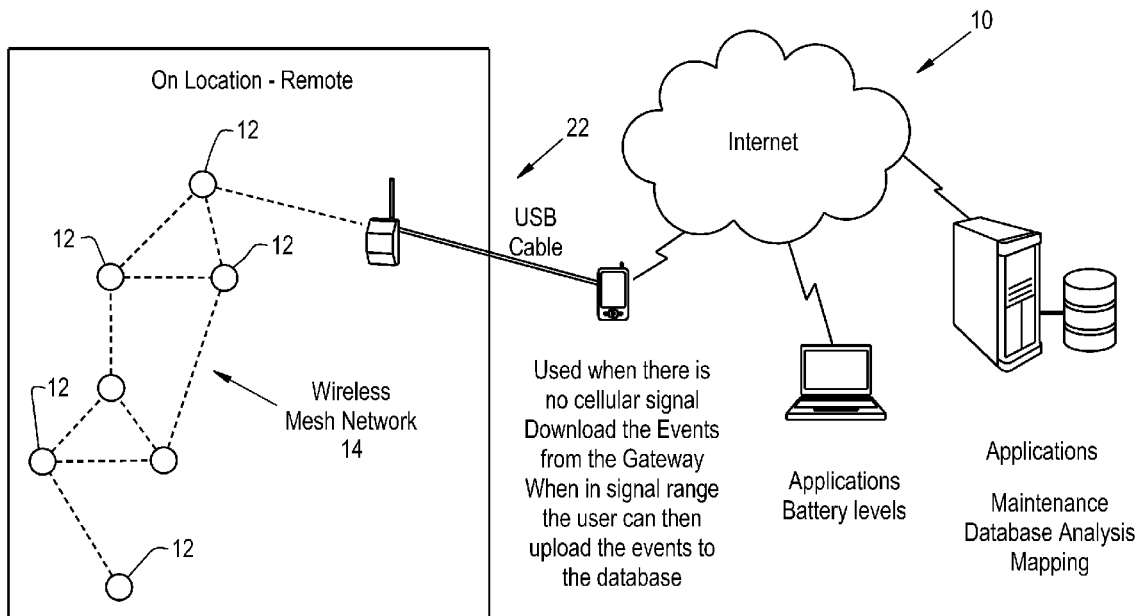 10
On Location - Remote
12
22
Internet
USB
Cable
12
12
12
Wireless
Mesh Network
14
12
12
Used when there is
no cellular signal
Download the Events
from the Gateway
When in signal range
the user can then
upload the events to
the database
Applications
Battery levels
Applications
Maintenance
Database Analysis
Mapping